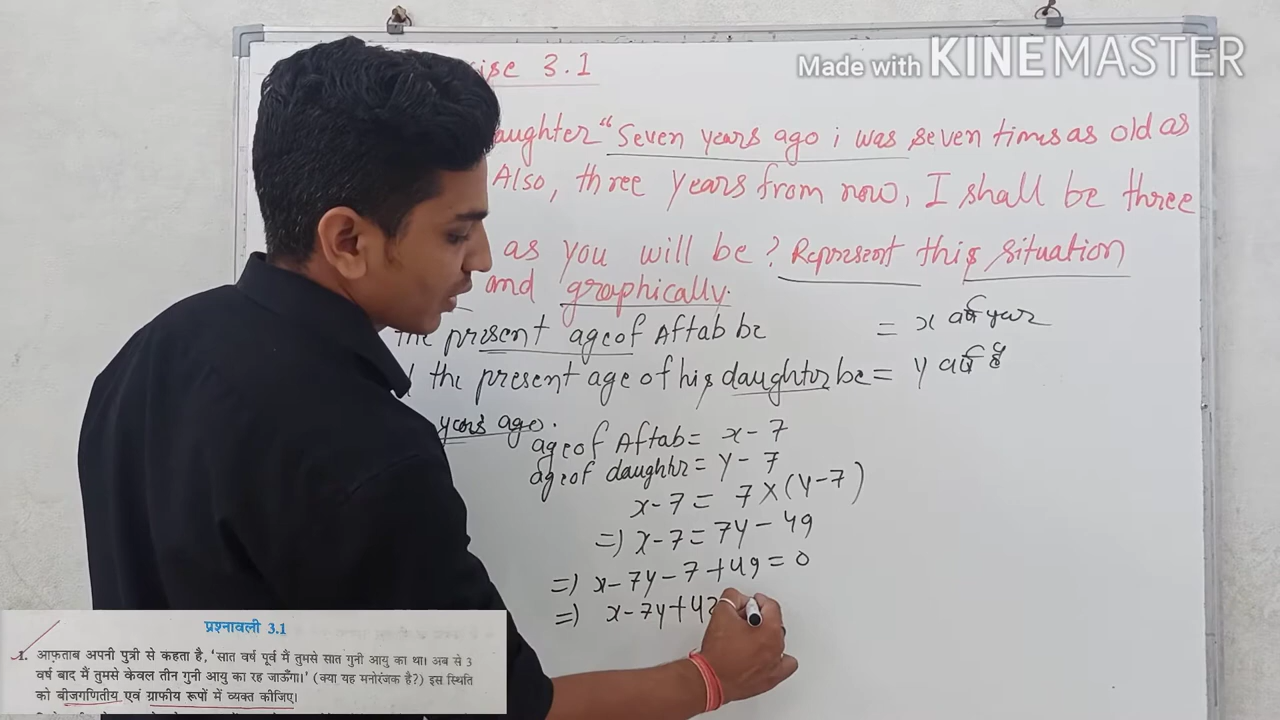 Made with KINEMASTER
ise 3.1
aughter “Seven years ago i was seven times as old as
Also, three years from now, I shall be three
as you will be? Represent this situation
and graphically.
the present age of Aftab be = x वर्ष year
the present age of his daughter be = y वर्ष है
years ago.
age of Aftab = x - 7
age of daughtr = y - 7
x - 7 = 7 × (y - 7)
=) x - 7 = 7y - 49
=) x - 7y - 7 + 49 = 0
=) x - 7y + 42
प्रश्नावली 3.1
1. आफ़ताब अपनी पुत्री से कहता है, ‘सात वर्ष पूर्व मैं तुमसे सात गुनी आयु का था। अब से 3
वर्ष बाद मैं तुमसे केवल तीन गुनी आयु का रह जाऊँगा।’ (क्या यह मनोरंजक है?) इस स्थिति
को बीजगणितीय एवं ग्राफीय रूपों में व्यक्त कीजिए।